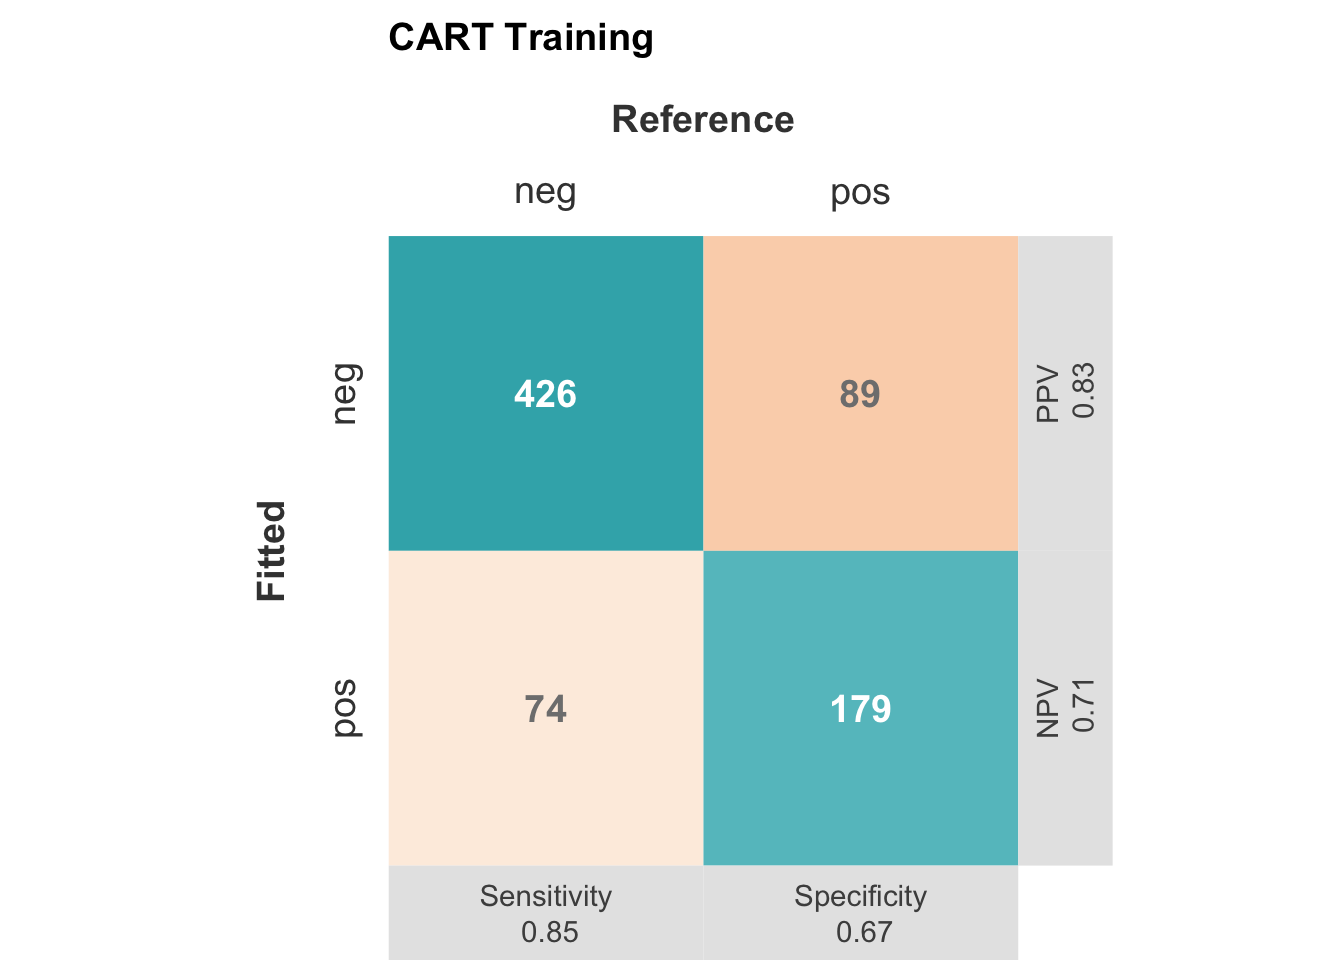 CART Training
Reference
neg pos
Fitted
neg
426 89
PPV
0.83
pos
74 179
NPV
0.71
Sensitivity Specificity
0.85 0.67